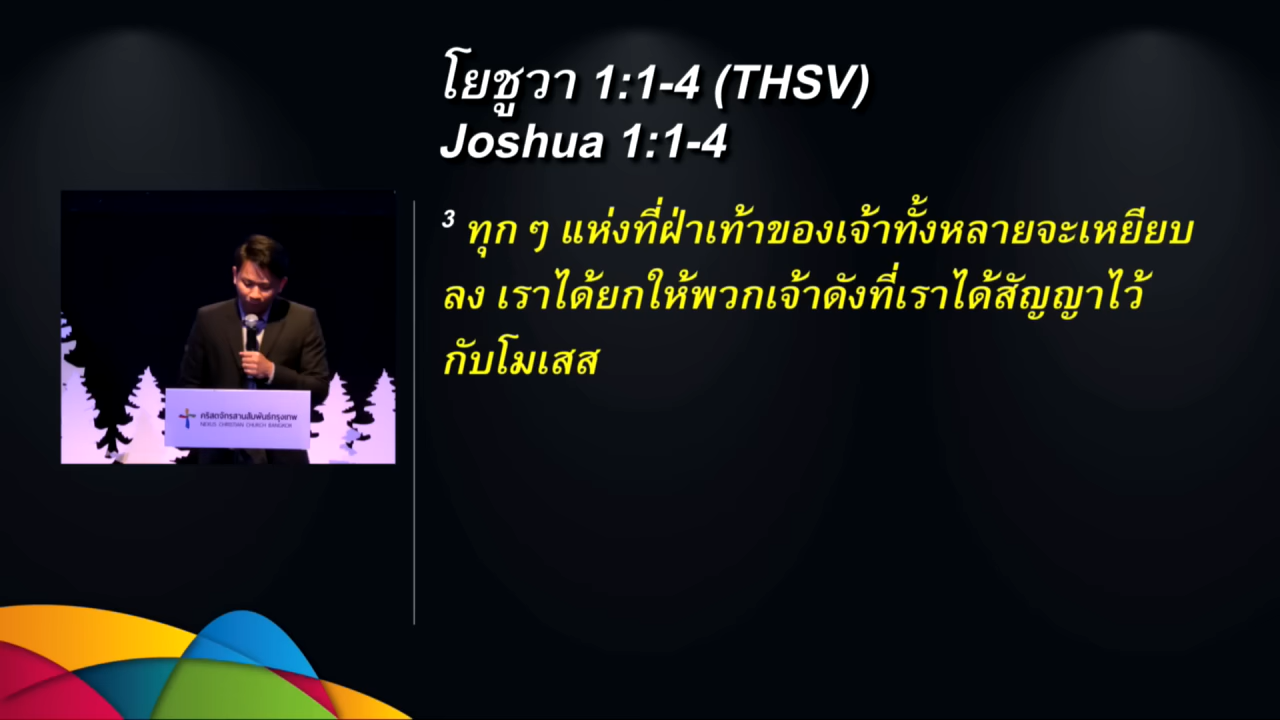 โยชูวา 1:1-4 (THSV)
Joshua 1:1-4
3 ทุก ๆ แห่งที่ฝ่าเท้าของเจ้าทั้งหลายจะเหยียบ
ลง เราได้ยกให้พวกเจ้าดังที่เราได้สัญญาไว้
กับโมเสส
คริสตจักรสานสัมพันธ์กรุงเทพ
NEXUS CHRISTIAN CHURCH BANGKOK